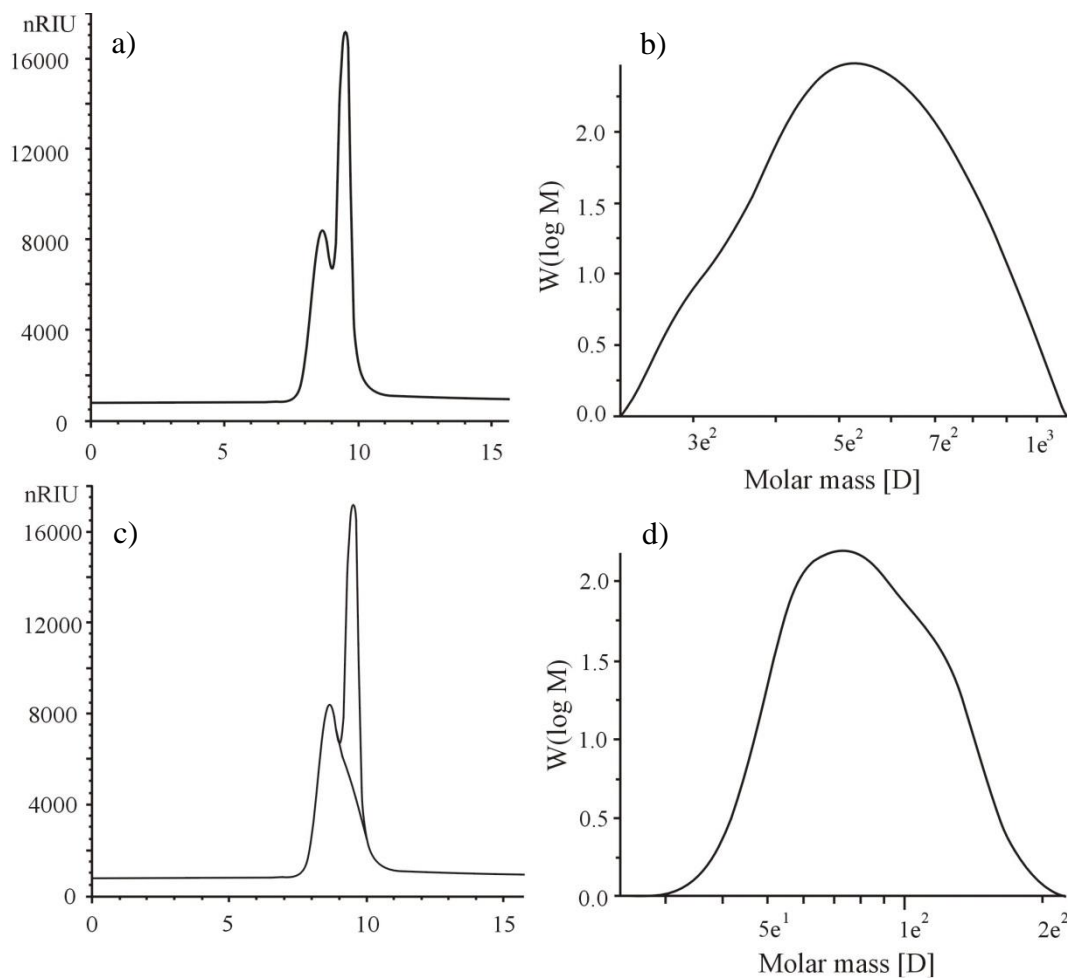 nRIU
a)
16000
12000
8000
4000
0
0 5 10 15
b)
W(log M)
2.0
1.5
1.0
0.5
0.0
3e² 5e² 7e² 1e³
Molar mass [D]
nRIU
c)
16000
12000
8000
4000
0
0 5 10 15
d)
W(log M)
2.0
1.5
1.0
0.5
0.0
5e¹ 1e² 2e²
Molar mass [D]